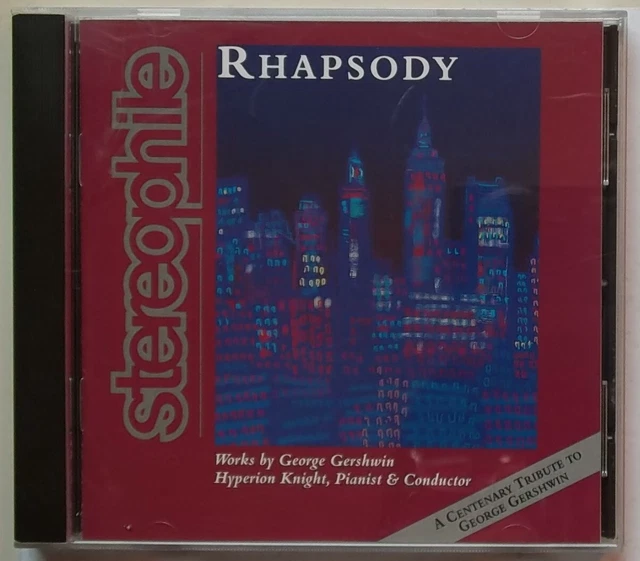 stereophile
RHAPSODY
Works by George Gershwin
Hyperion Knight, Pianist & Conductor
A CENTENARY TRIBUTE TO
GEORGE GERSHWIN